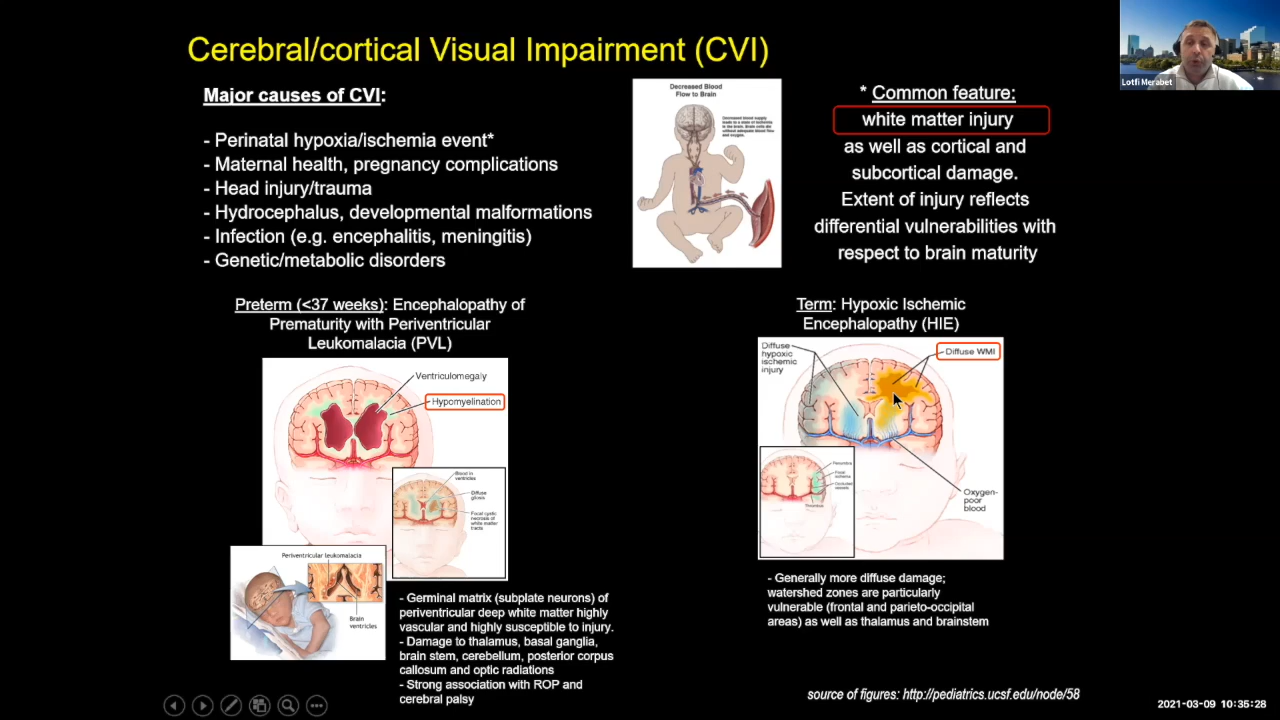 Cerebral/cortical Visual Impairment (CVI)
Lotfi Merabet
Major causes of CVI:
- Perinatal hypoxia/ischemia event*
- Maternal health, pregnancy complications
- Head injury/trauma
- Hydrocephalus, developmental malformations
- Infection (e.g. encephalitis, meningitis)
- Genetic/metabolic disorders
Decreased Blood
Flow to Brain
* Common feature:
white matter injury
as well as cortical and
subcortical damage.
Extent of injury reflects
differential vulnerabilities with
respect to brain maturity
Preterm (<37 weeks): Encephalopathy of
Prematurity with Periventricular
Leukomalacia (PVL)
Ventriculomegaly
Hypomyelination
Blood in
ventricles
Diffuse
gliosis
Focal cystic
necrosis of
white matter
tracts
Periventricular leukomalacia
Brain
ventricles
- Germinal matrix (subplate neurons) of
periventricular deep white matter highly
vascular and highly susceptible to injury.
- Damage to thalamus, basal ganglia,
brain stem, cerebellum, posterior corpus
callosum and optic radiations
- Strong association with ROP and
cerebral palsy
Term: Hypoxic Ischemic
Encephalopathy (HIE)
Diffuse
hypoxic
ischemic
injury
Diffuse WMI
Oxygen-
poor
blood
Penumbra
Focal
ischemia
Occluded
vessels
Thrombus
- Generally more diffuse damage;
watershed zones are particularly
vulnerable (frontal and parieto-occipital
areas) as well as thalamus and brainstem
source of figures: http://pediatrics.ucsf.edu/node/58
2021-03-09 10:35:28